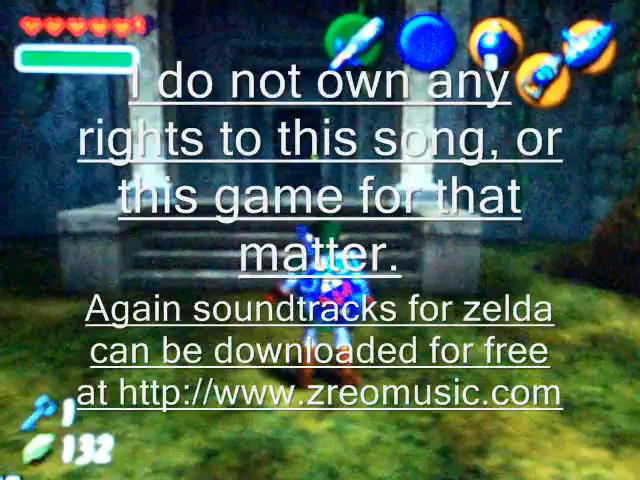 I do not own any
rights to this song, or
this game for that
matter.
Again soundtracks for zelda
can be downloaded for free
at http://www.zreomusic.com
1
132